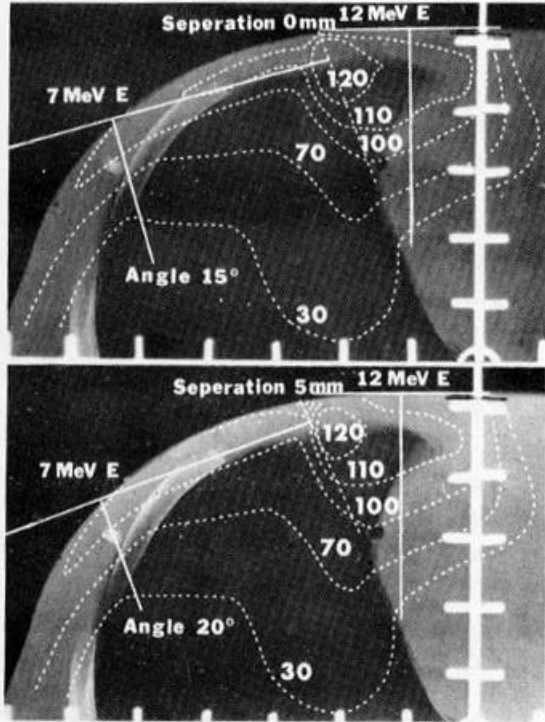 Seperation 0mm
12 MeV E
7 MeV E
120
110
100
70
Angle 15°
30
Seperation 5mm
12 MeV E
7 MeV E
120
110
100
70
Angle 20°
30